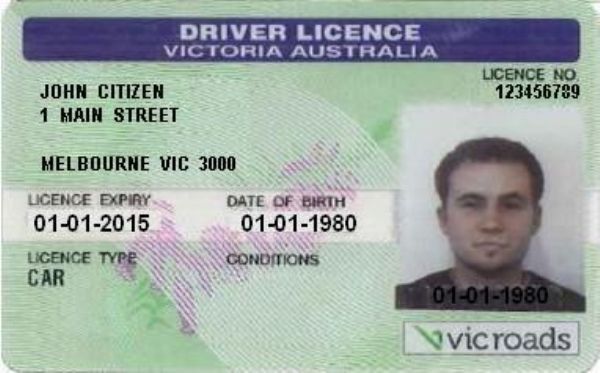 DRIVER LICENCE
VICTORIA AUSTRALIA
LICENCE NO.
123456789
JOHN CITIZEN
1 MAIN STREET
MELBOURNE VIC 3000
LICENCE EXPIRY DATE OF BIRTH
01-01-2015 01-01-1980
LICENCE TYPE CONDITIONS
CAR
01-01-1980
vicroads